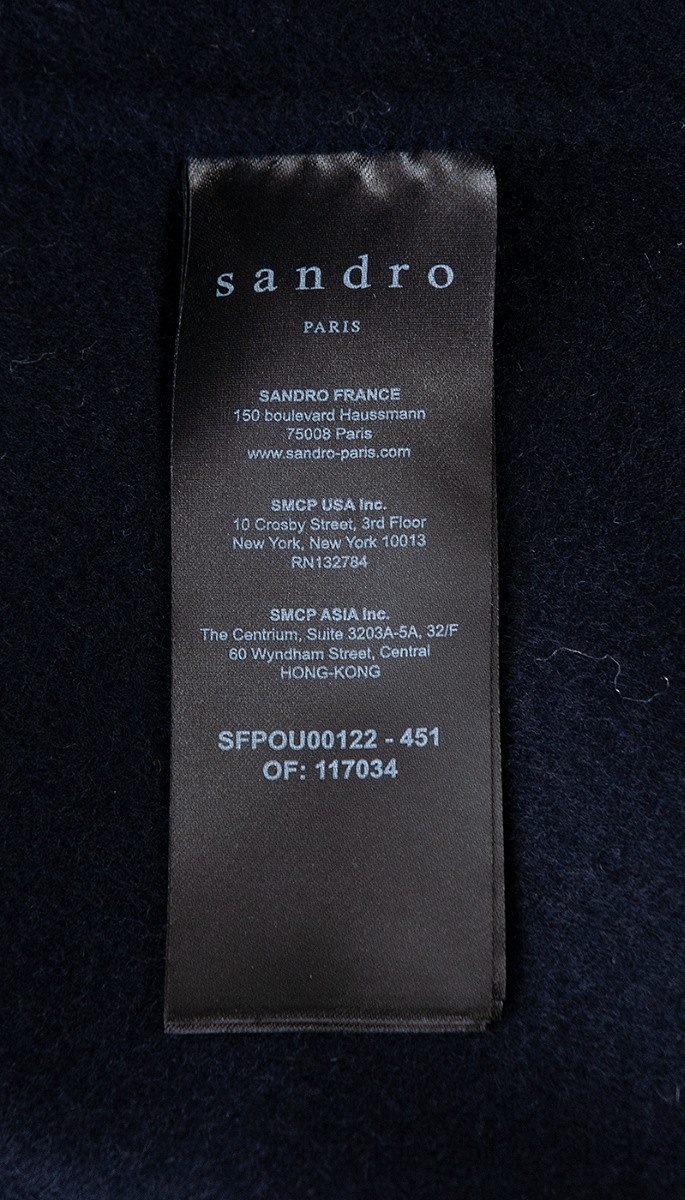 sandro
PARIS
SANDRO FRANCE
150 boulevard Haussmann
75008 Paris
www.sandro-paris.com
SMCP USA Inc.
10 Crosby Street, 3rd Floor
New York, New York 10013
RN132784
SMCP ASIA Inc.
The Centrium, Suite 3203A-5A, 32/F
60 Wyndham Street, Central
HONG-KONG
SFPOU00122 - 451
OF: 117034